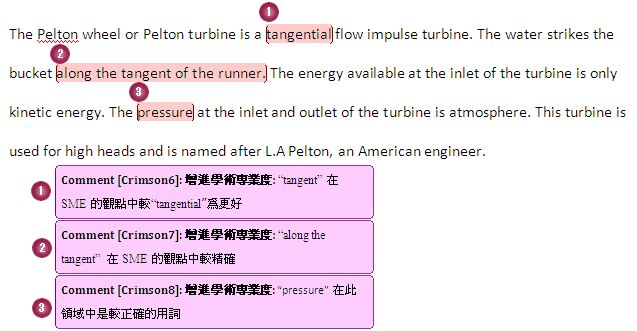 1
The Pelton wheel or Pelton turbine is a tangential flow impulse turbine. The water strikes the
2
bucket along the tangent of the runner. The energy available at the inlet of the turbine is only
3
kinetic energy. The pressure at the inlet and outlet of the turbine is atmosphere. This turbine is
used for high heads and is named after L.A Pelton, an American engineer.
1 Comment [Crimson6]: 增進學術專業度: “tangent” 在
SME 的觀點中較“tangential”爲更好
2 Comment [Crimson7]: 增進學術專業度: “along the
tangent” 在 SME 的觀點中較精確
3 Comment [Crimson8]: 增進學術專業度: “pressure” 在此
領域中是較正確的用詞